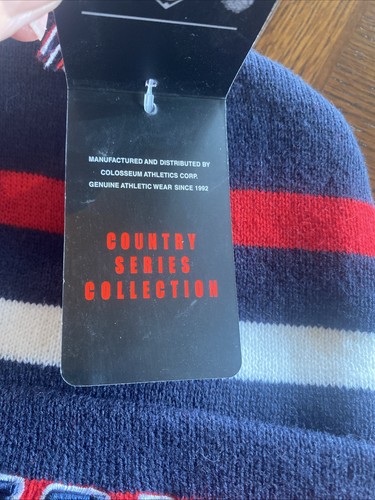 MANUFACTURED AND DISTRIBUTED BY
COLOSSEUM ATHLETICS CORP.
GENUINE ATHLETIC WEAR SINCE 1992
COUNTRY
SERIES
COLLECTION